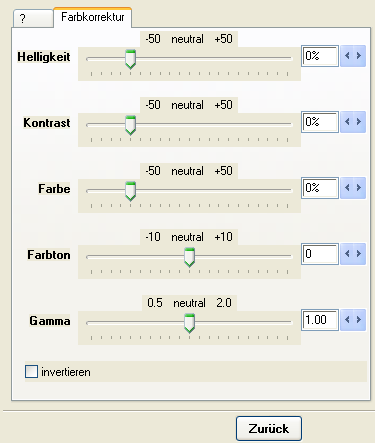 ? Farbkorrektur
-50 neutral +50
Helligkeit 0%
-50 neutral +50
Kontrast 0%
-50 neutral +50
Farbe 0%
-10 neutral +10
Farbton 0
0.5 neutral 2.0
Gamma 1.00
invertieren
Zurück